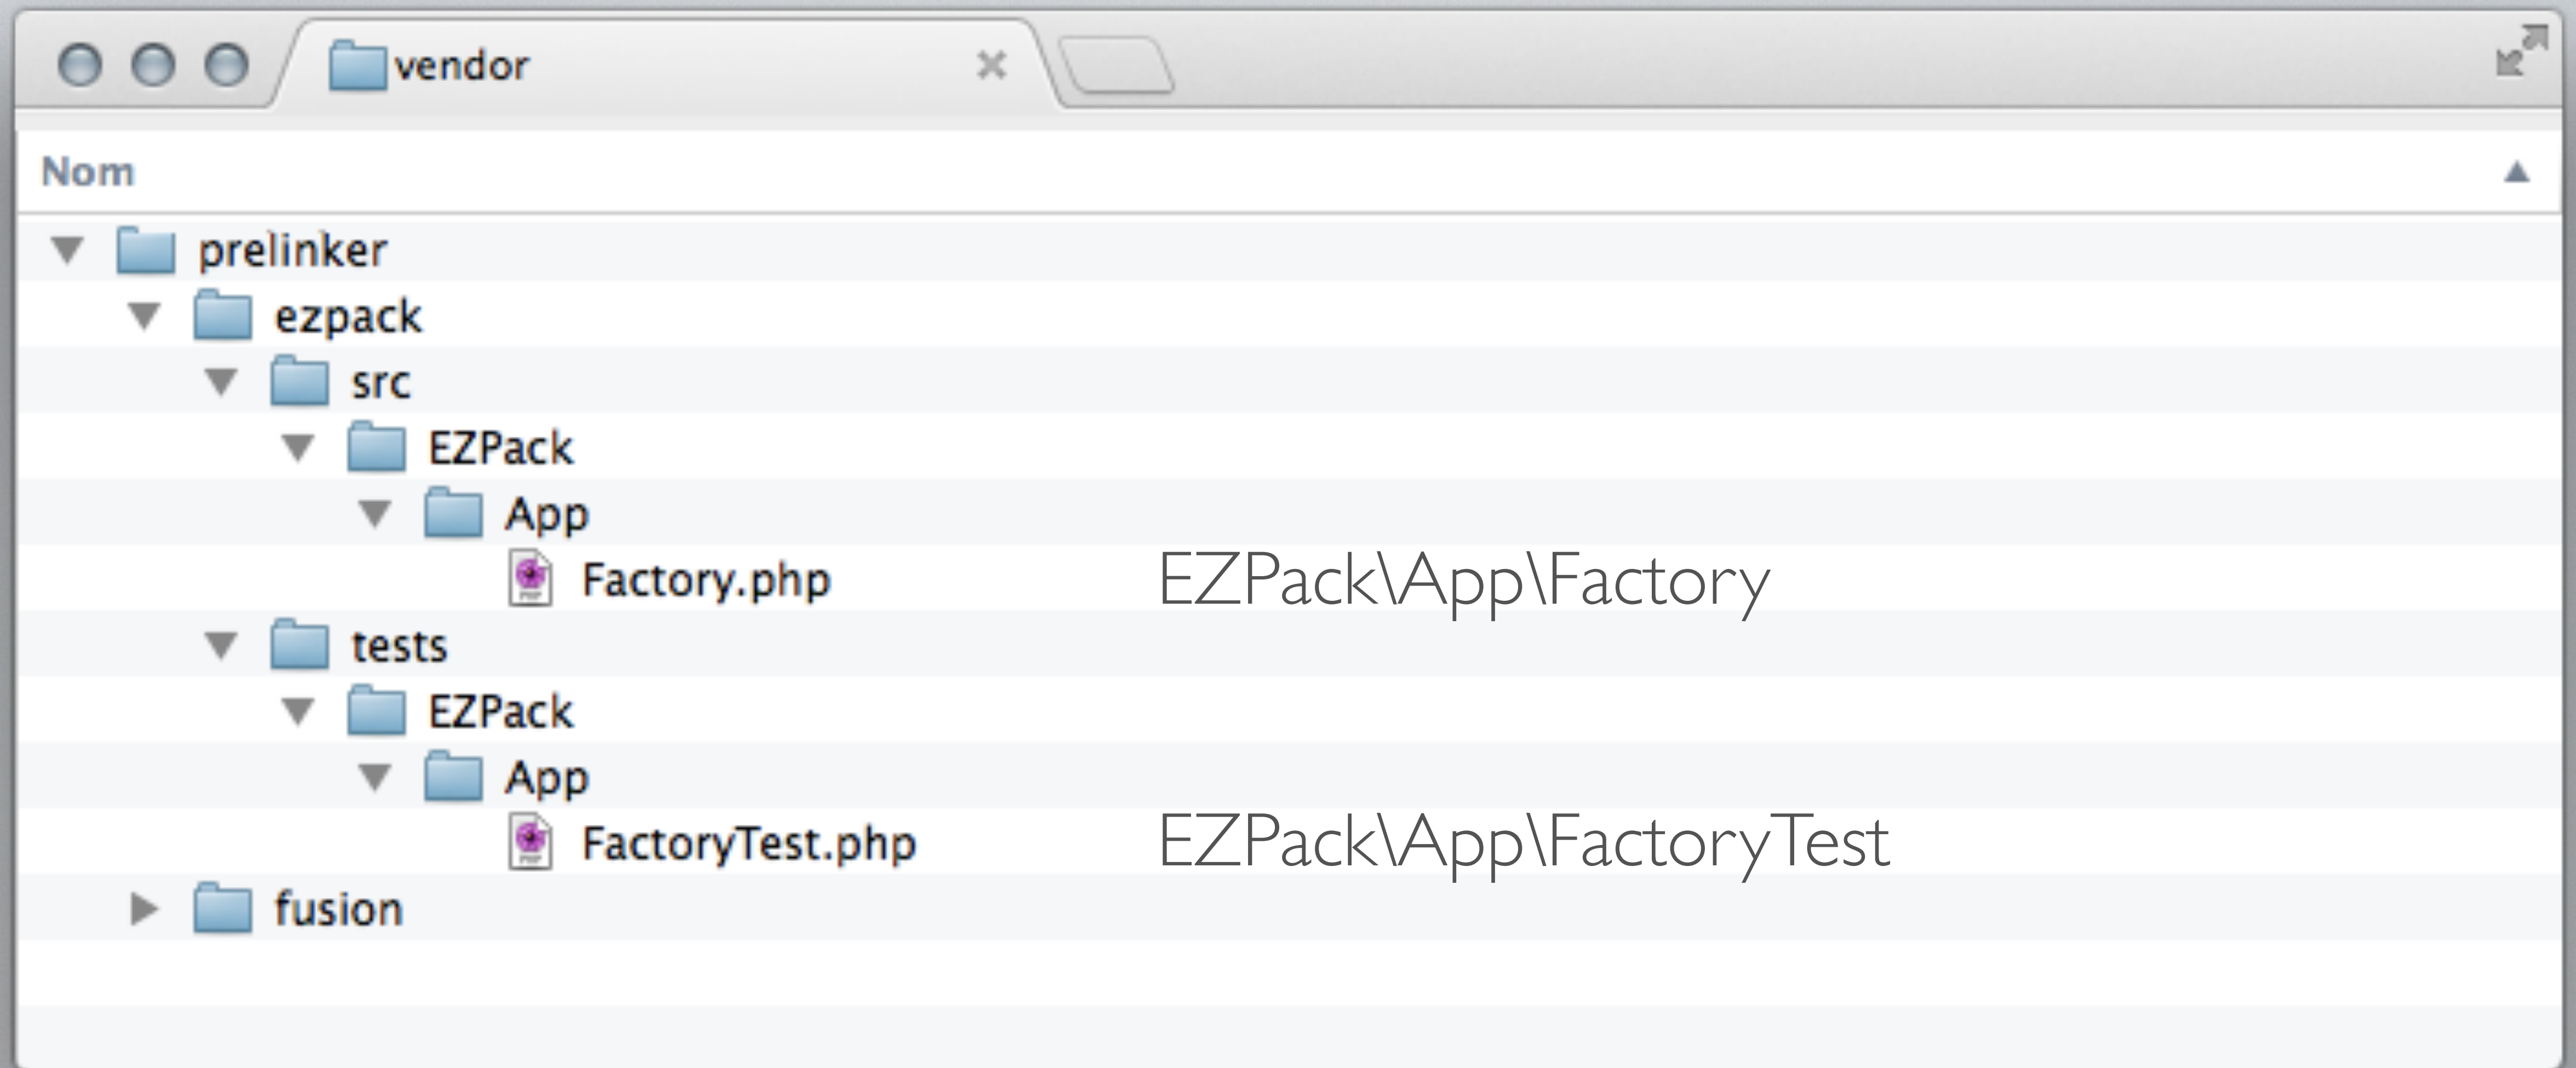 vendor
Nom
prelinker
ezpack
src
EZPack
App
Factory.php EZPack\App\Factory
tests
EZPack
App
FactoryTest.php EZPack\App\FactoryTest
fusion